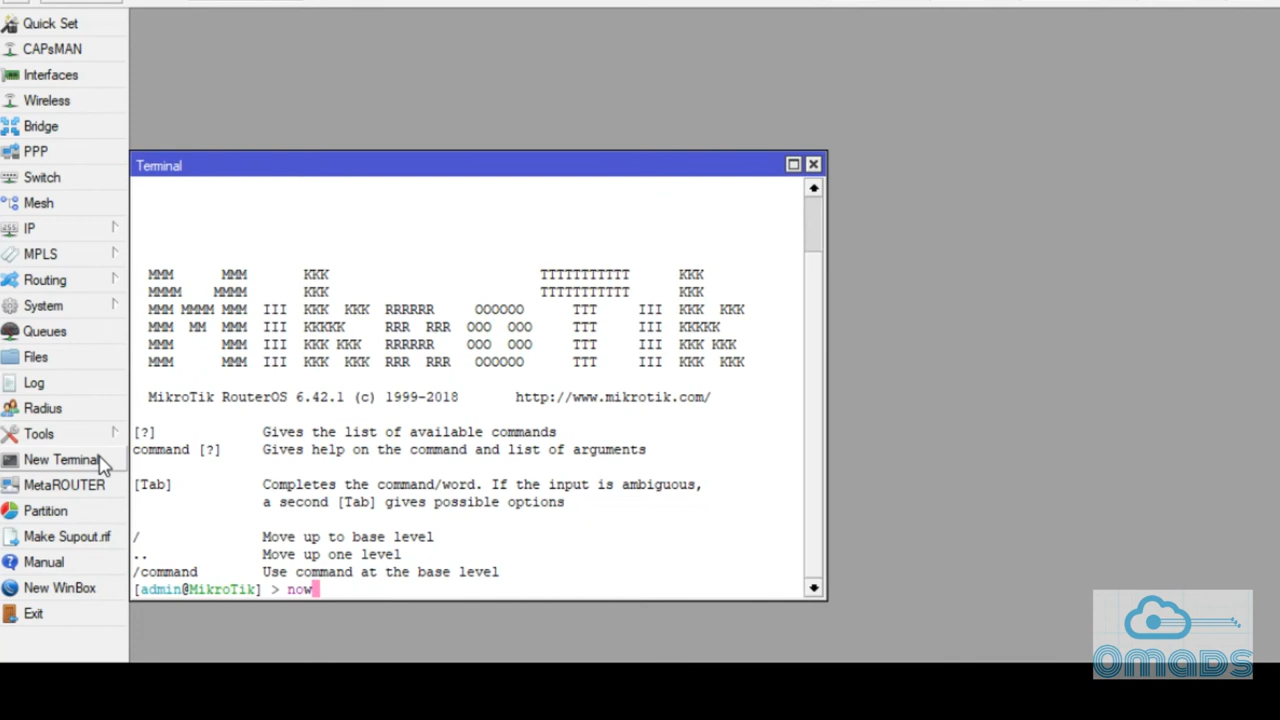 Quick Set
CAPsMAN
Interfaces
Wireless
Bridge
PPP
Switch
Mesh
IP
MPLS
Routing
System
Queues
Files
Log
Radius
Tools
New Terminal
MetaROUTER
Partition
Make Supout.rif
Manual
New WinBox
Exit
Terminal
MMM MMM KKK TTTTTTTTTTT KKK
MMMM MMMM KKK TTTTTTTTTTT KKK
MMM MMMM MMM III KKK KKK RRRRRR OOOOOO TTT III KKK KKK
MMM MM MMM III KKKKK RRR RRR OOO OOO TTT III KKKKK
MMM MMM III KKK KKK RRRRRR OOO OOO TTT III KKK KKK
MMM MMM III KKK KKK RRR RRR OOOOOO TTT III KKK KKK
MikroTik RouterOS 6.42.1 (c) 1999-2018 http://www.mikrotik.com/
[?] Gives the list of available commands
command [?] Gives help on the command and list of arguments
[Tab] Completes the command/word. If the input is ambiguous,
a second [Tab] gives possible options
/ Move up to base level
.. Move up one level
/command Use command at the base level
[admin@MikroTik] > now
OMADS